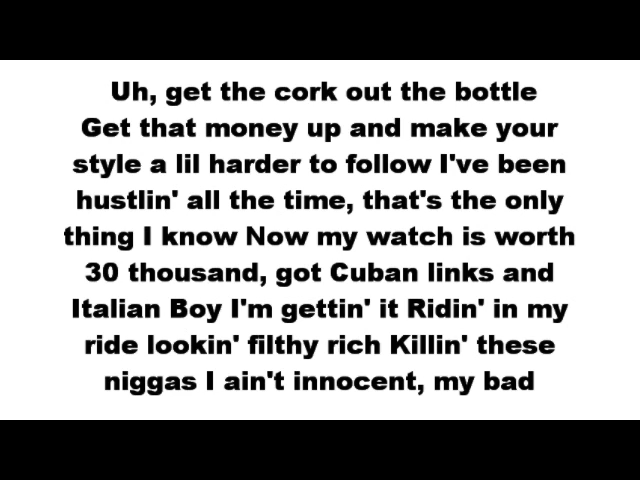 Uh, get the cork out the bottle
Get that money up and make your
style a lil harder to follow I've been
hustlin' all the time, that's the only
thing I know Now my watch is worth
30 thousand, got Cuban links and
Italian Boy I'm gettin' it Ridin' in my
ride lookin' filthy rich Killin' these
niggas I ain't innocent, my bad